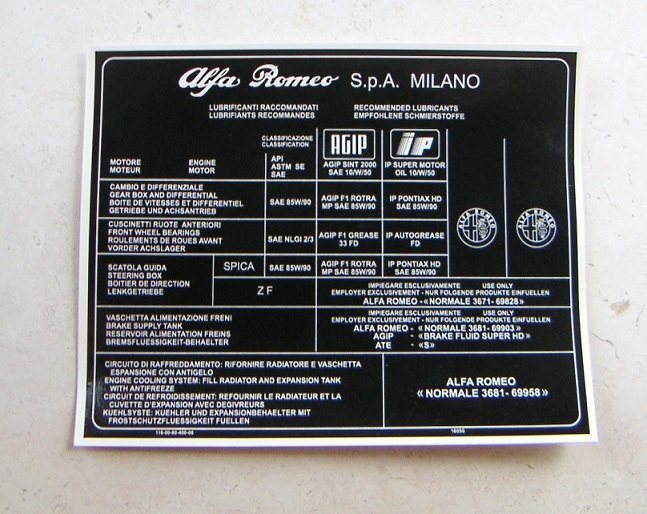 Alfa Romeo S.p.A. MILANO
LUBRIFICANTI RACCOMANDATI RECOMMENDED LUBRICANTS
LUBRIFIANTS RECOMMANDES EMPFOHLENE SCHMIERSTOFFE
CLASSIFICAZIONE
CLASSIFICATION
AGIP IP
MOTORE ENGINE
MOTEUR MOTOR
API
ASTM SE
SAE
AGIP SINT 2000
SAE 10/W/50
IP SUPER MOTOR
OIL 10/W/50
CAMBIO E DIFFERENZIALE
GEAR BOX AND DIFFERENTIAL
BOITE DE VITESSES ET DIFFERENTIEL
GETRIEBE UND ACHSANTRIEB
SAE 85W/90
AGIP F1 ROTRA
MP SAE 85W/90
IP PONTIAX HD
SAE 85W/90
CUSCINETTI RUOTE ANTERIORI
FRONT WHEEL BEARINGS
ROULEMENTS DE ROUES AVANT
VORDER ACHSLAGER
SAE NLGI 2/3
AGIP F1 GREASE
33 FD
IP AUTOGREASE
FD
ALFA ROMEO
ALFA ROMEO
SCATOLA GUIDA
STEERING BOX
BOITIER DE DIRECTION
LENKGETRIEBE
SPICA
SAE 85W/90
AGIP F1 ROTRA
MP SAE 85W/90
IP PONTIAX HD
SAE 85W/90
Z F
IMPIEGARE ESCLUSIVAMENTE USE ONLY
EMPLOYER EXCLUSIVEMENT - NUR FOLGENDE PRODUKTE EINFUELLEN
ALFA ROMEO - «NORMALE 3671- 69828»
VASCHETTA ALIMENTAZIONE FRENI
BRAKE SUPPLY TANK
RESERVOIR ALIMENTATION FREINS
BREMSFLUESSIGKEIT-BEHAELTER
IMPIEGARE ESCLUSIVAMENTE USE ONLY
EMPLOYER EXCLUSIVEMENT - NUR FOLGENDE PRODUKTE EINFUELLEN
ALFA ROMEO - «NORMALE 3681- 69903»
AGIP - «BRAKE FLUID SUPER HD»
ATE - «S»
CIRCUITO DI RAFFREDDAMENTO: RIFORNIRE RADIATORE E VASCHETTA
ESPANSIONE CON ANTIGELO
ENGINE COOLING SYSTEM: FILL RADIATOR AND EXPANSION TANK
WITH ANTIFREEZE
CIRCUIT DE REFROIDISSEMENT: REFOURNIR LE RADIATEUR ET LA
CUVETTE D'EXPANSION AVEC DEGIVREURS
KUEHLSYSTE: KUEHLER UND EXPANSIONBEHAELTER MIT
FROSTSCHUTZFLUESSIGKEIT FUELLEN
ALFA ROMEO
«NORMALE 3681- 69958»